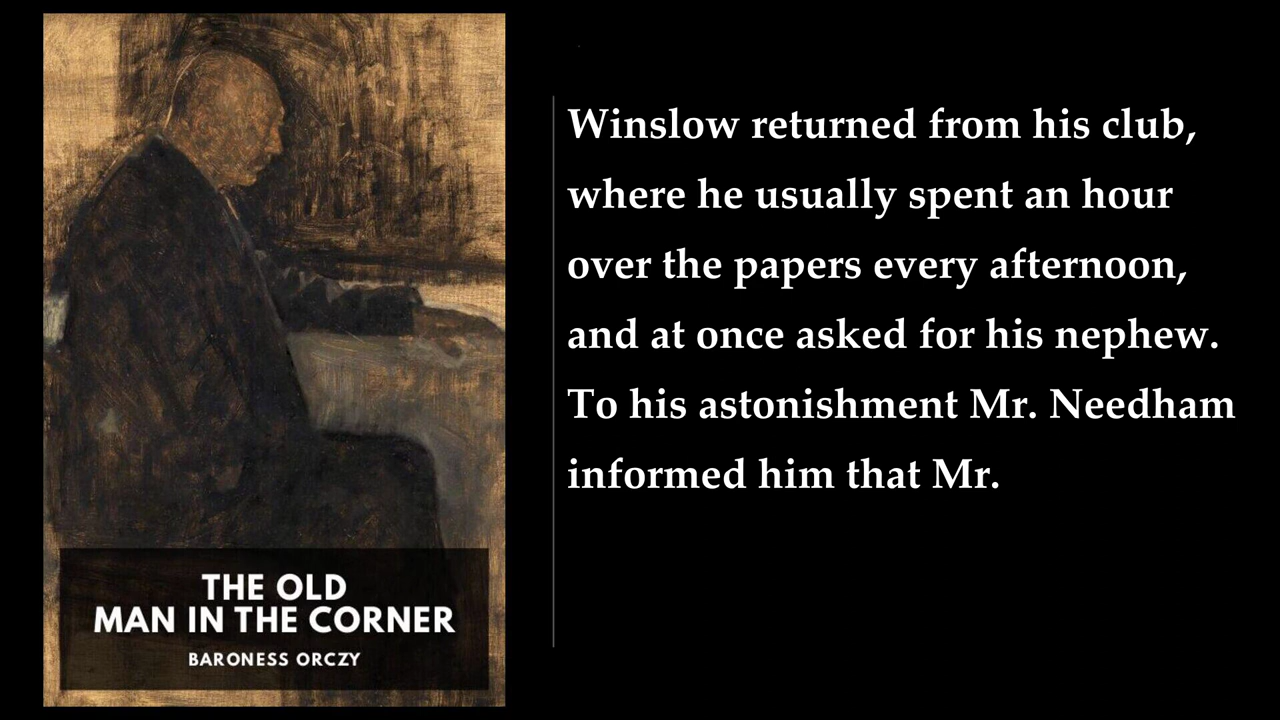 THE OLD
MAN IN THE CORNER
BARONESS ORCZY
Winslow returned from his club,
where he usually spent an hour
over the papers every afternoon,
and at once asked for his nephew.
To his astonishment Mr. Needham
informed him that Mr.